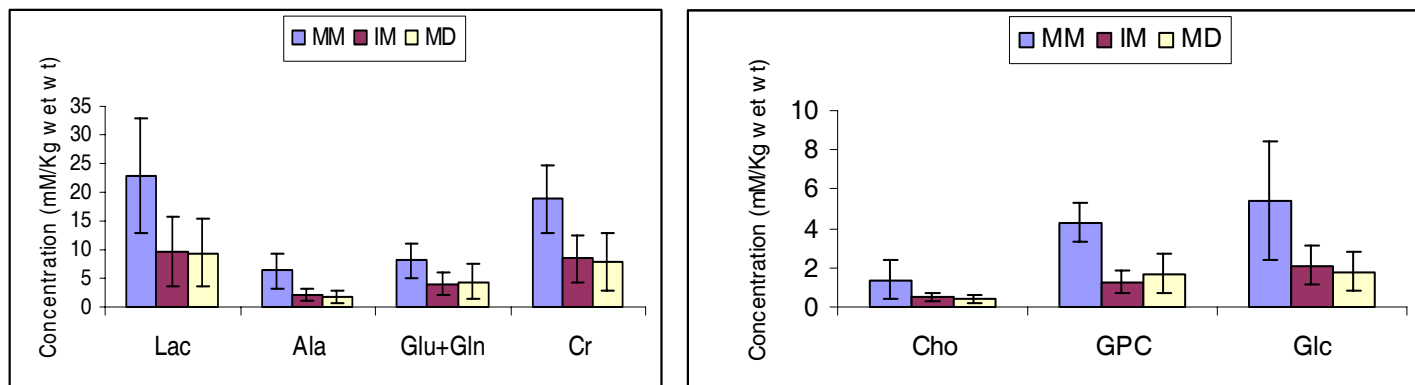 MM IM MD
Concentration (mM/Kg w et w t)
35
30
25
20
15
10
5
0
Lac Ala Glu+Gln Cr
MM IM MD
Concentration (mM/Kg w et w t)
10
8
6
4
2
0
Cho GPC Glc